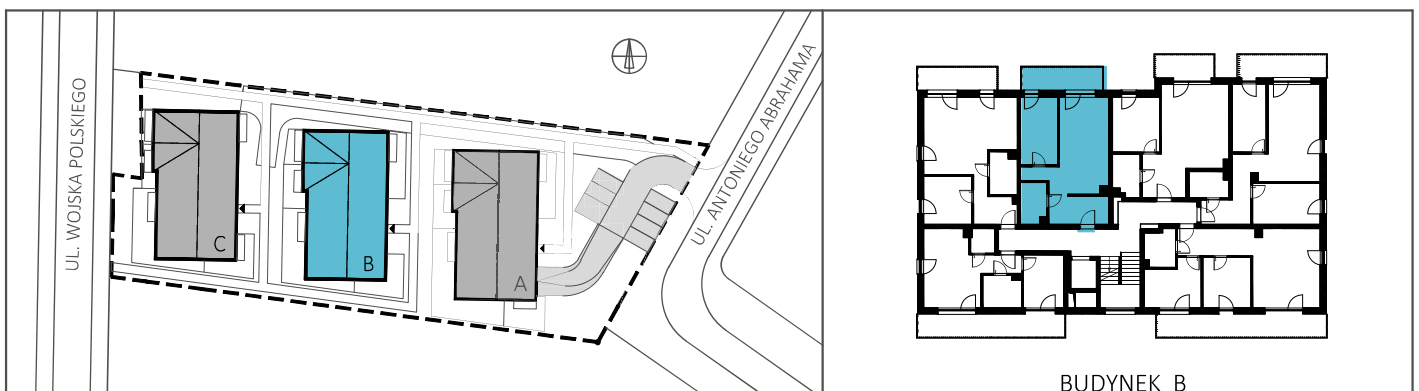 UL. WOJSKA POLSKIEGO
C
B
A
UL. ANTONIEGO ABRAHAMA
BUDYNEK B